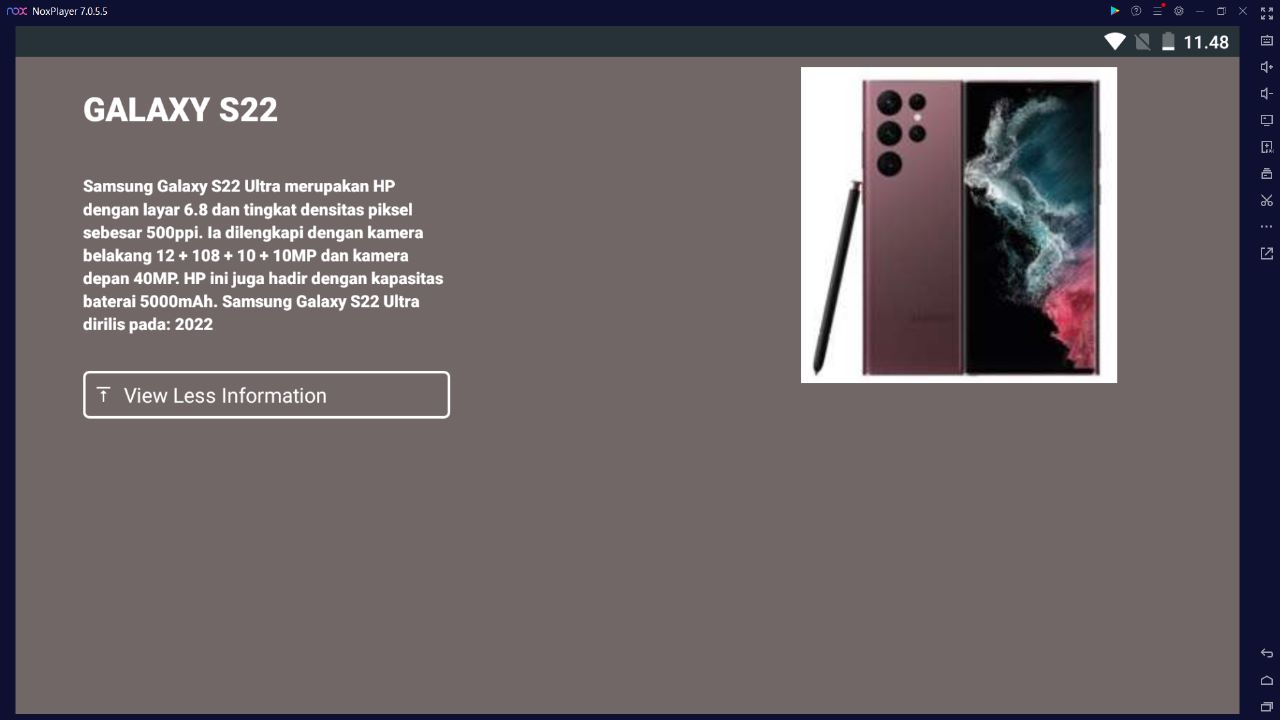 nox NoxPlayer 7.0.5.5
11.48
GALAXY S22
Samsung Galaxy S22 Ultra merupakan HP
dengan layar 6.8 dan tingkat densitas piksel
sebesar 500ppi. Ia dilengkapi dengan kamera
belakang 12 + 108 + 10 + 10MP dan kamera
depan 40MP. HP ini juga hadir dengan kapasitas
baterai 5000mAh. Samsung Galaxy S22 Ultra
dirilis pada: 2022
View Less Information